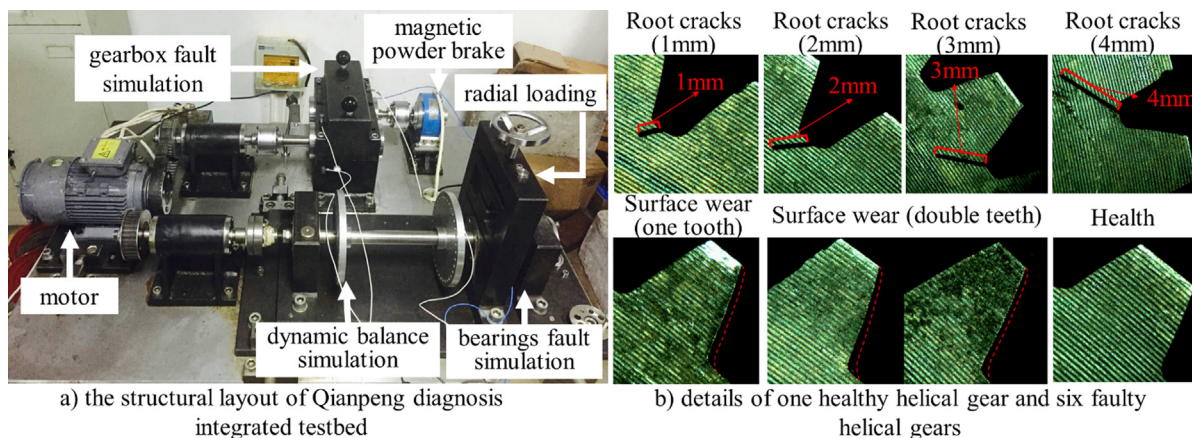 gearbox fault
simulation
magnetic
powder brake
radial loading
motor
dynamic balance
simulation
bearings fault
simulation
a) the structural layout of Qianpeng diagnosis
integrated testbed
Root cracks
(1mm)
Root cracks
(2mm)
Root cracks
(3mm)
Root cracks
(4mm)
1mm
2mm
3mm
4mm
Surface wear
(one tooth)
Surface wear (double teeth)
Health
b) details of one healthy helical gear and six faulty
helical gears